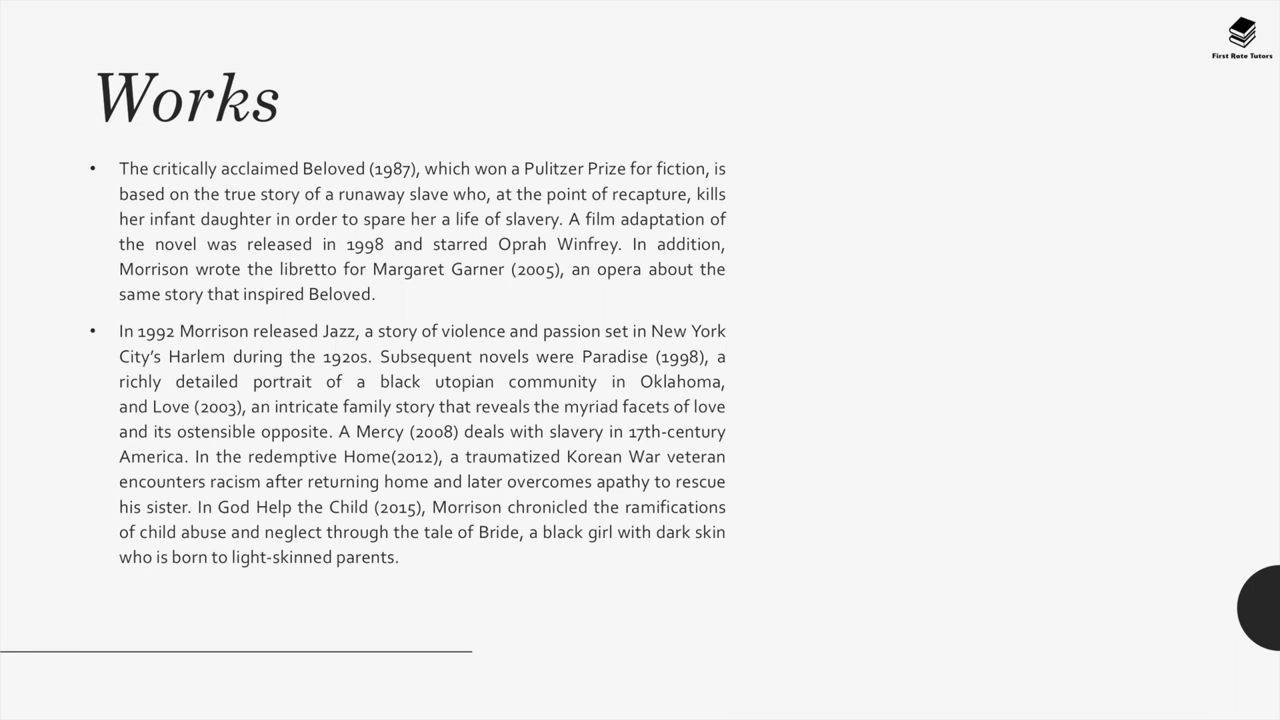 First Rate Tutors
Works
• The critically acclaimed Beloved (1987), which won a Pulitzer Prize for fiction, is
based on the true story of a runaway slave who, at the point of recapture, kills
her infant daughter in order to spare her a life of slavery. A film adaptation of
the novel was released in 1998 and starred Oprah Winfrey. In addition,
Morrison wrote the libretto for Margaret Garner (2005), an opera about the
same story that inspired Beloved.
• In 1992 Morrison released Jazz, a story of violence and passion set in New York
City’s Harlem during the 1920s. Subsequent novels were Paradise (1998), a
richly detailed portrait of a black utopian community in Oklahoma,
and Love (2003), an intricate family story that reveals the myriad facets of love
and its ostensible opposite. A Mercy (2008) deals with slavery in 17th-century
America. In the redemptive Home(2012), a traumatized Korean War veteran
encounters racism after returning home and later overcomes apathy to rescue
his sister. In God Help the Child (2015), Morrison chronicled the ramifications
of child abuse and neglect through the tale of Bride, a black girl with dark skin
who is born to light-skinned parents.